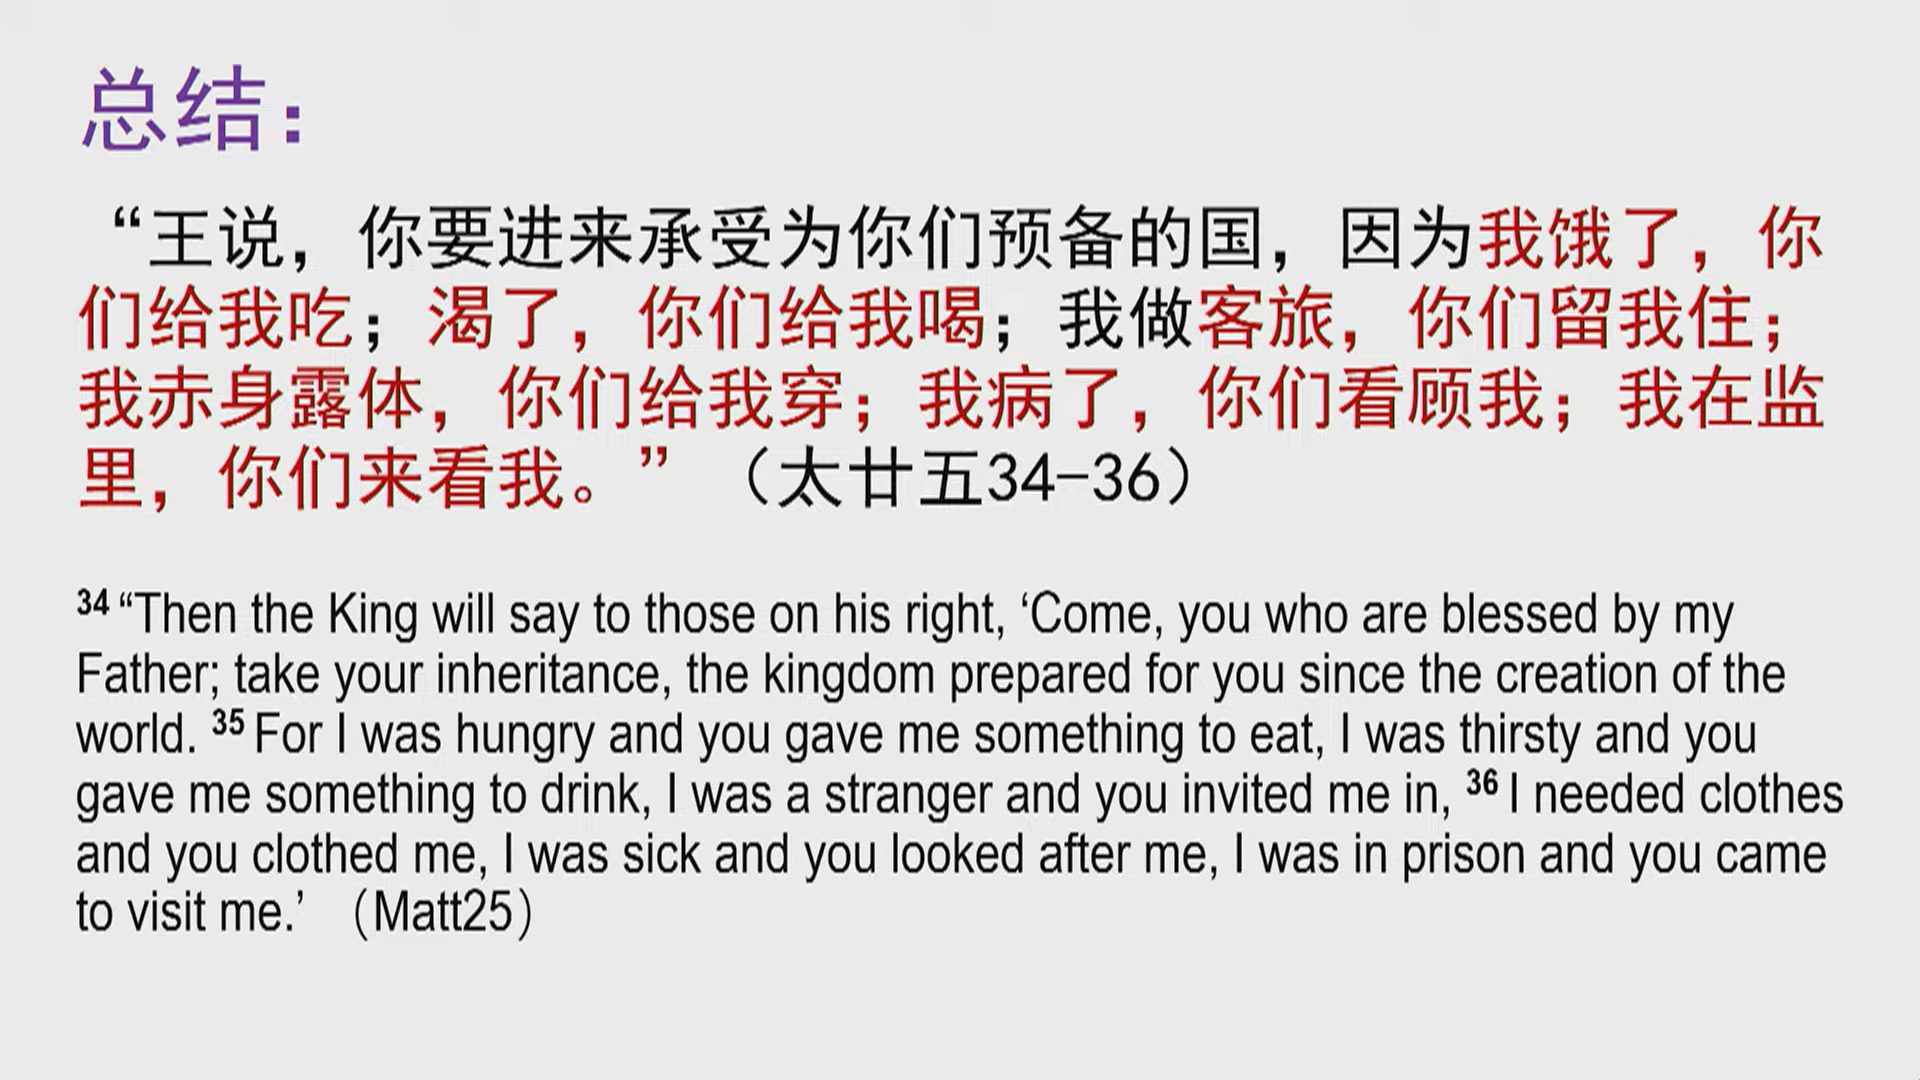 总结：
“王说，你要进来承受为你们预备的国，因为我饿了，你
们给我吃；渴了，你们给我喝；我做客旅，你们留我住；
我赤身露体，你们给我穿；我病了，你们看顾我；我在监
里，你们来看我。”（太廿五34-36）
34 “Then the King will say to those on his right, ‘Come, you who are blessed by my
Father; take your inheritance, the kingdom prepared for you since the creation of the
world. 35 For I was hungry and you gave me something to eat, I was thirsty and you
gave me something to drink, I was a stranger and you invited me in, 36 I needed clothes
and you clothed me, I was sick and you looked after me, I was in prison and you came
to visit me.’ （Matt25）